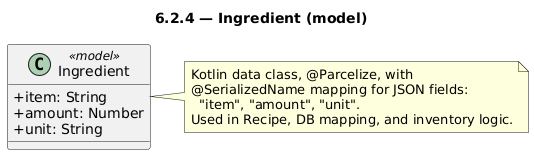 6.2.4 — Ingredient (model)
C
«model»
Ingredient
+item: String
+amount: Number
+unit: String
Kotlin data class, @Parcelize, with
@SerializedName mapping for JSON fields:
"item", "amount", "unit".
Used in Recipe, DB mapping, and inventory logic.